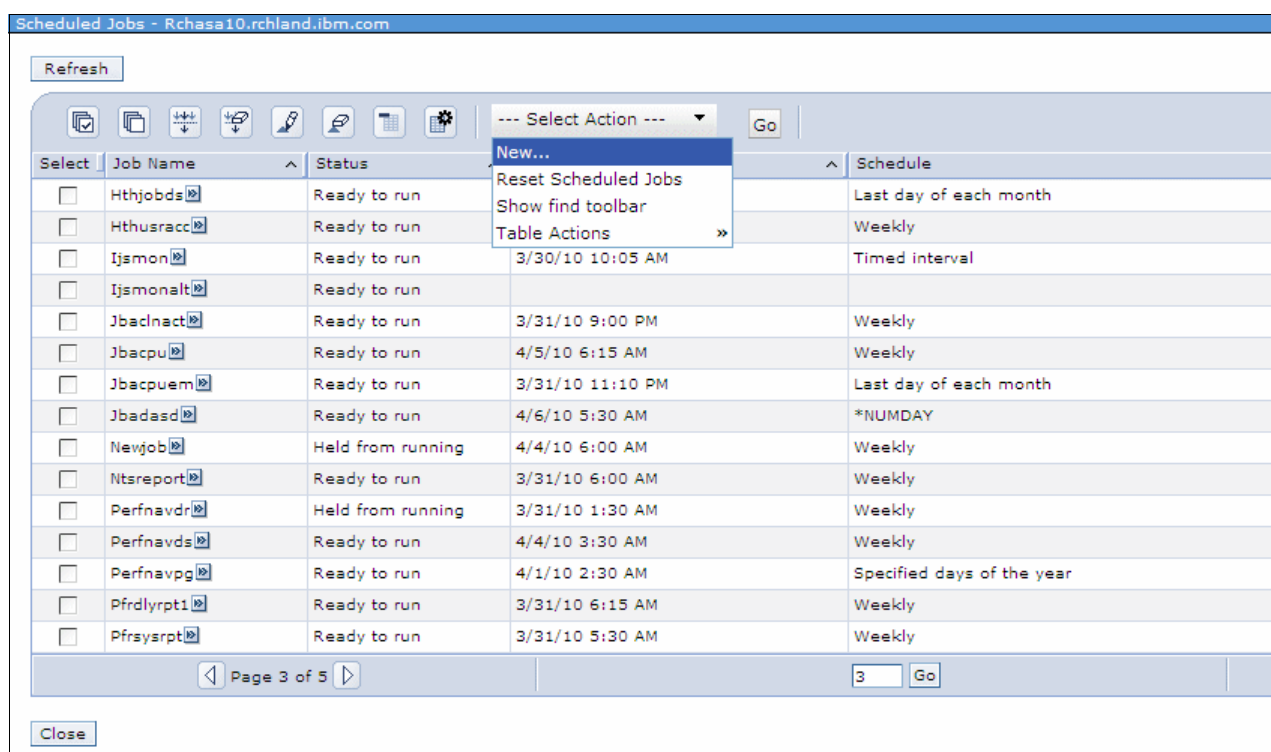 Scheduled Jobs - Rchasa10.rchland.ibm.com
Refresh
--- Select Action --- Go
New...
Reset Scheduled Jobs
Show find toolbar
Table Actions »
Select Job Name Status Schedule
Hthjobds Ready to run Last day of each month
Hthusracc Ready to run Weekly
Ijsmon Ready to run 3/30/10 10:05 AM Timed interval
Ijsmonalt Ready to run
Jbaclnact Ready to run 3/31/10 9:00 PM Weekly
Jbacpu Ready to run 4/5/10 6:15 AM Weekly
Jbacpuem Ready to run 3/31/10 11:10 PM Last day of each month
Jbadasd Ready to run 4/6/10 5:30 AM *NUMDAY
Newjob Held from running 4/4/10 6:00 AM Weekly
Ntsreport Ready to run 3/31/10 6:00 AM Weekly
Perfnavdr Held from running 3/31/10 1:30 AM Weekly
Perfnavds Ready to run 4/4/10 3:30 AM Weekly
Perfnavpg Ready to run 4/1/10 2:30 AM Specified days of the year
Pfrdlyrpt1 Ready to run 3/31/10 6:15 AM Weekly
Pfrsysrpt Ready to run 3/31/10 5:30 AM Weekly
Page 3 of 5 3 Go
Close